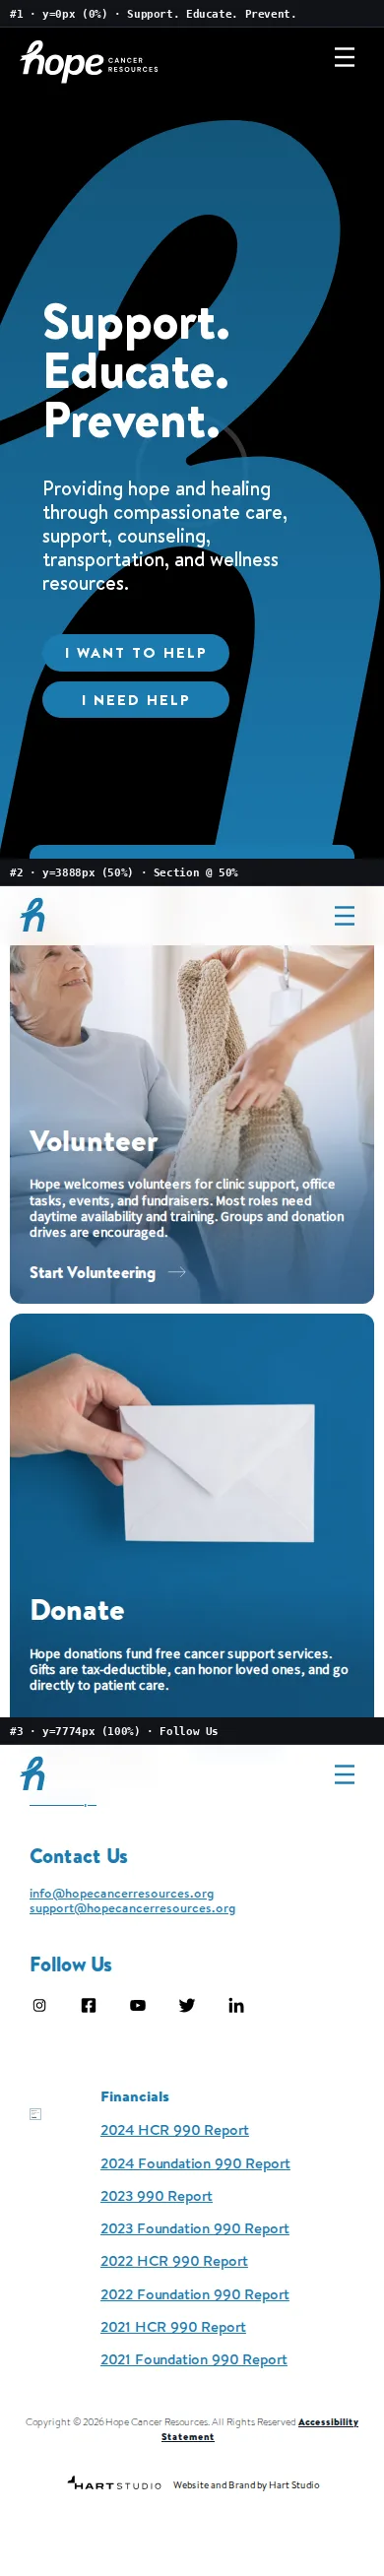 #1 · y=0px (0%) · Support. Educate. Prevent.
hope CANCER
RESOURCES
Support.
Educate.
Prevent.
Providing hope and healing
through compassionate care,
support, counseling,
transportation, and wellness
resources.
I WANT TO HELP
I NEED HELP
#2 · y=3888px (50%) · Section @ 50%
h
Volunteer
Hope welcomes volunteers for clinic support, office
tasks, events, and fundraisers. Most roles need
daytime availability and training. Groups and donation
drives are encouraged.
Start Volunteering
Donate
Hope donations fund free cancer support services.
Gifts are tax-deductible, can honor loved ones, and go
directly to patient care.
#3 · y=7774px (100%) · Follow Us
h
Contact Us
info@hopecancerresources.org
support@hopecancerresources.org
Follow Us
Financials
2024 HCR 990 Report
2024 Foundation 990 Report
2023 990 Report
2023 Foundation 990 Report
2022 HCR 990 Report
2022 Foundation 990 Report
2021 HCR 990 Report
2021 Foundation 990 Report
Copyright © 2026 Hope Cancer Resources. All Rights Reserved Accessibility
Statement
HART STUDIO Website and Brand by Hart Studio